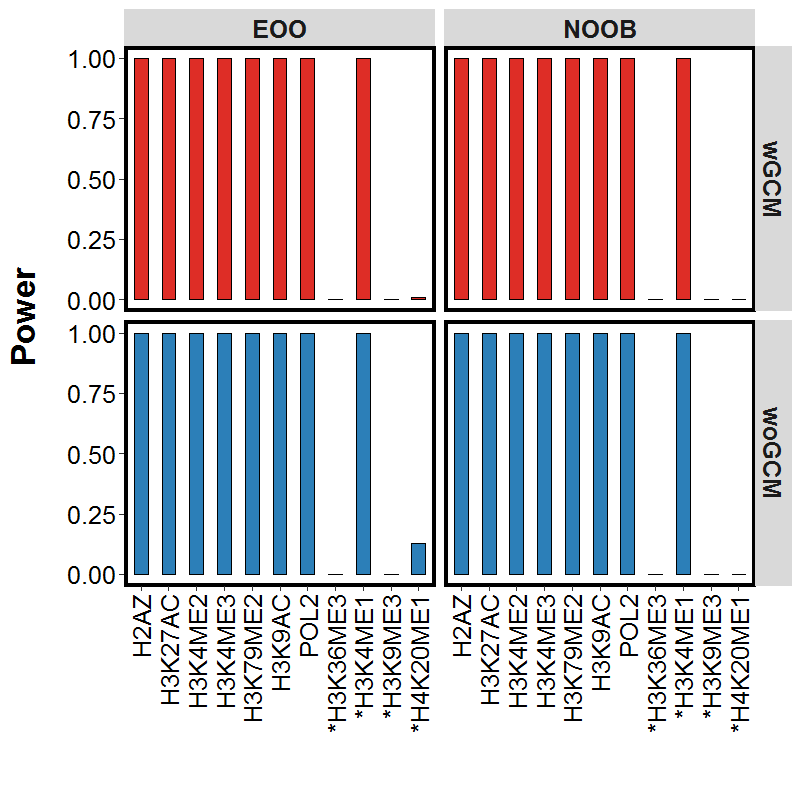 EOO
NOOB
1.00
0.75
0.50
0.25
0.00
wGCM
Power
1.00
0.75
0.50
0.25
0.00
woGCM
H2AZ
H3K27AC
H3K4ME2
H3K4ME3
H3K79ME2
H3K9AC
POL2
*H3K36ME3
*H3K4ME1
*H3K9ME3
*H4K20ME1
H2AZ
H3K27AC
H3K4ME2
H3K4ME3
H3K79ME2
H3K9AC
POL2
*H3K36ME3
*H3K4ME1
*H3K9ME3
*H4K20ME1